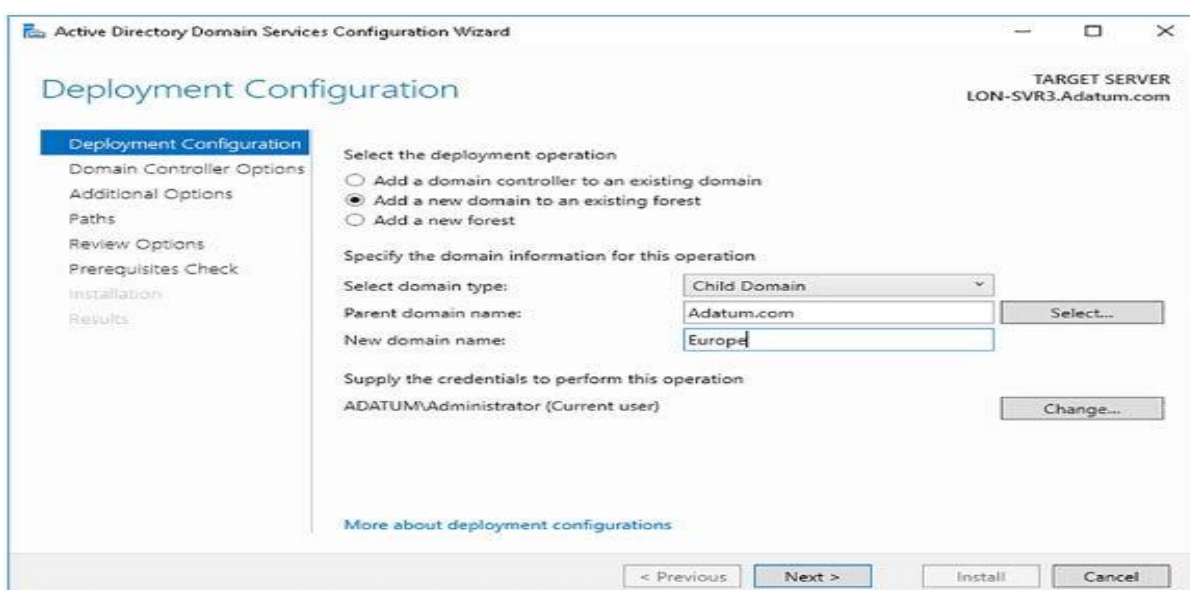 Active Directory Domain Services Configuration Wizard
Deployment Configuration
TARGET SERVER
LON-SVR3.Adatum.com
Deployment Configuration
Domain Controller Options
Additional Options
Paths
Review Options
Prerequisites Check
Installation
Results
Select the deployment operation
Add a domain controller to an existing domain
Add a new domain to an existing forest
Add a new forest
Specify the domain information for this operation
Select domain type: Child Domain
Parent domain name: Adatum.com Select...
New domain name: Europe
Supply the credentials to perform this operation
ADATUM\Administrator (Current user) Change...
More about deployment configurations
< Previous Next > Install Cancel